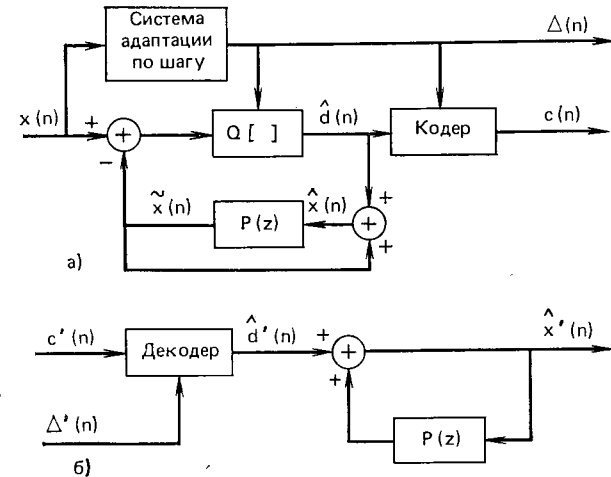 Система
адаптации
по шагу
Δ(n)
x(n)
+
+
−
Q [ ]
d̂(n)
Кодер
c(n)
x̃(n)
P(z)
x̂(n)
+
+
+
а)
c'(n)
Декодер
d̂'(n)
+
+
+
x̂'(n)
Δ'(n)
P(z)
б)